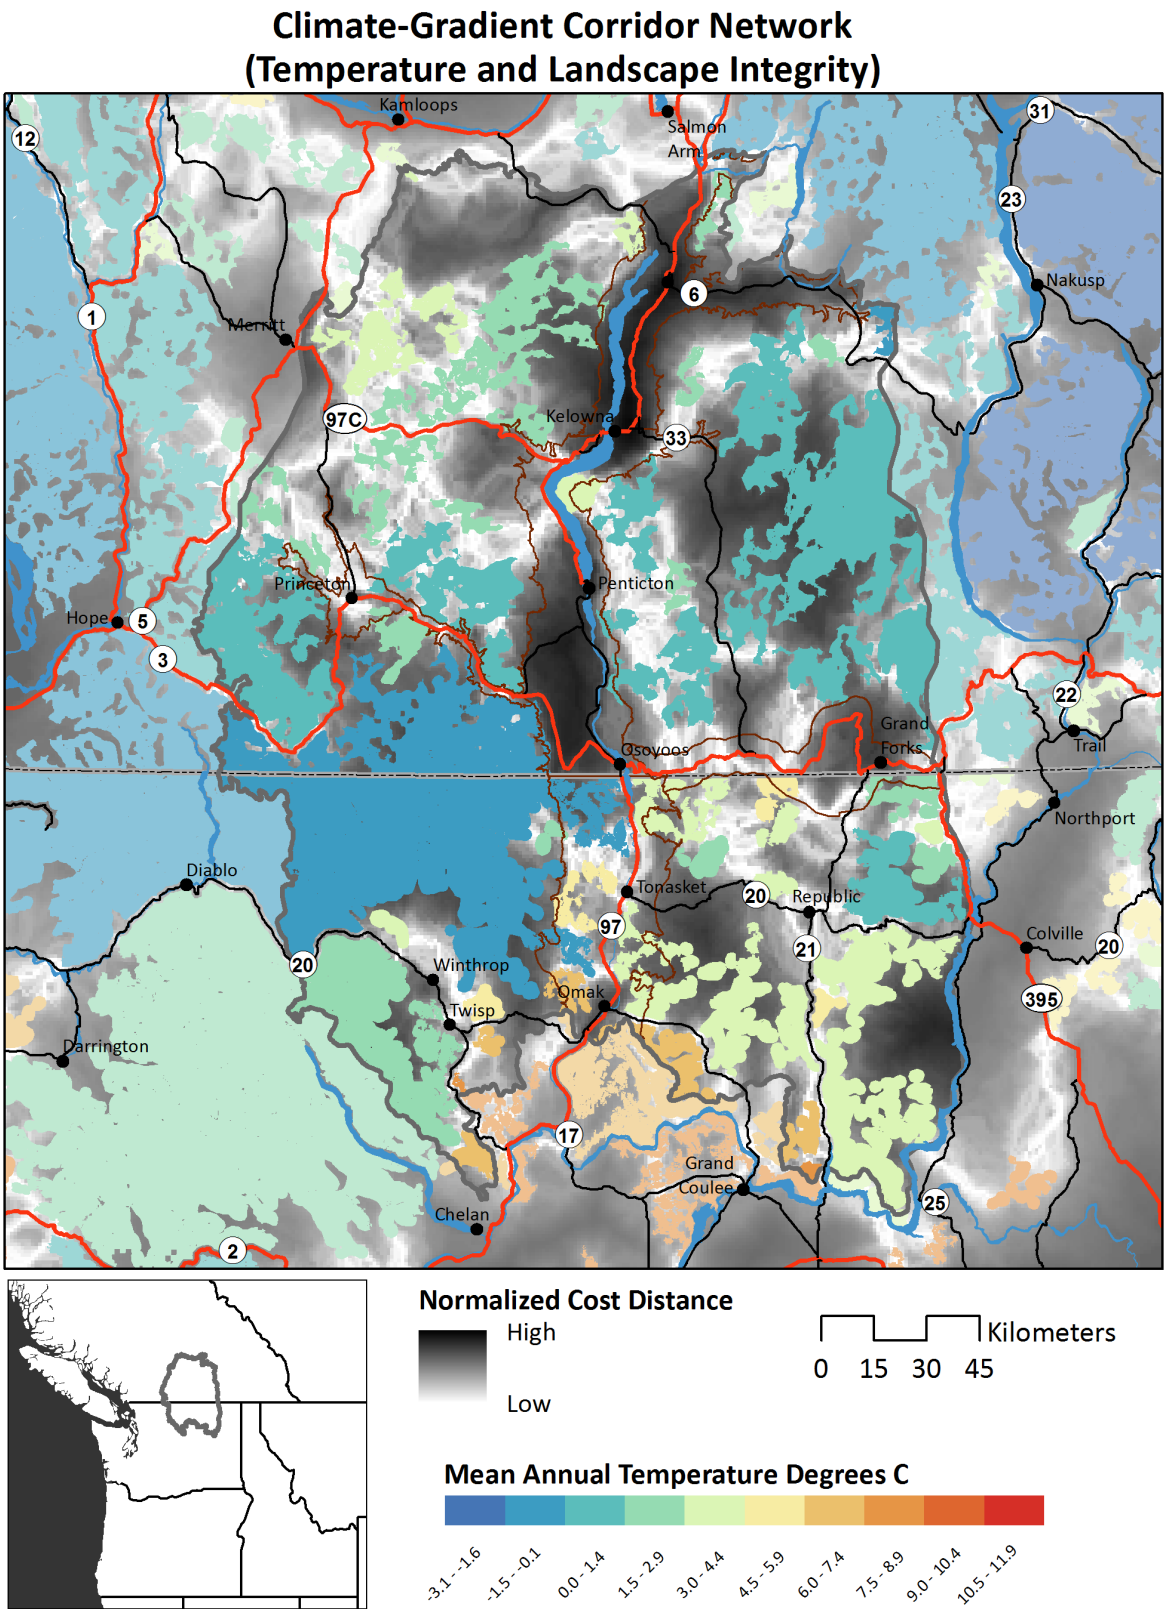 Climate-Gradient Corridor Network
(Temperature and Landscape Integrity)
Kamloops
Salmon
Arm
31
12
23
Nakusp
6
1
Merritt
97C
Kelowna
33
Princeton
Penticton
Hope
5
3
22
Grand
Forks
Trail
Osoyoos
Northport
Diablo
Tonasket
20
Republic
97
21
Colville
20
20
Winthrop
Omak
395
Twisp
Darrington
17
Grand
Coulee
25
Chelan
2
Normalized Cost Distance
High
Low
Kilometers
0 15 30 45
Mean Annual Temperature Degrees C
-3.1 - -1.6
-1.5 - -0.1
0.0 - 1.4
1.5 - 2.9
3.0 - 4.4
4.5 - 5.9
6.0 - 7.4
7.5 - 8.9
9.0 - 10.4
10.5 - 11.9